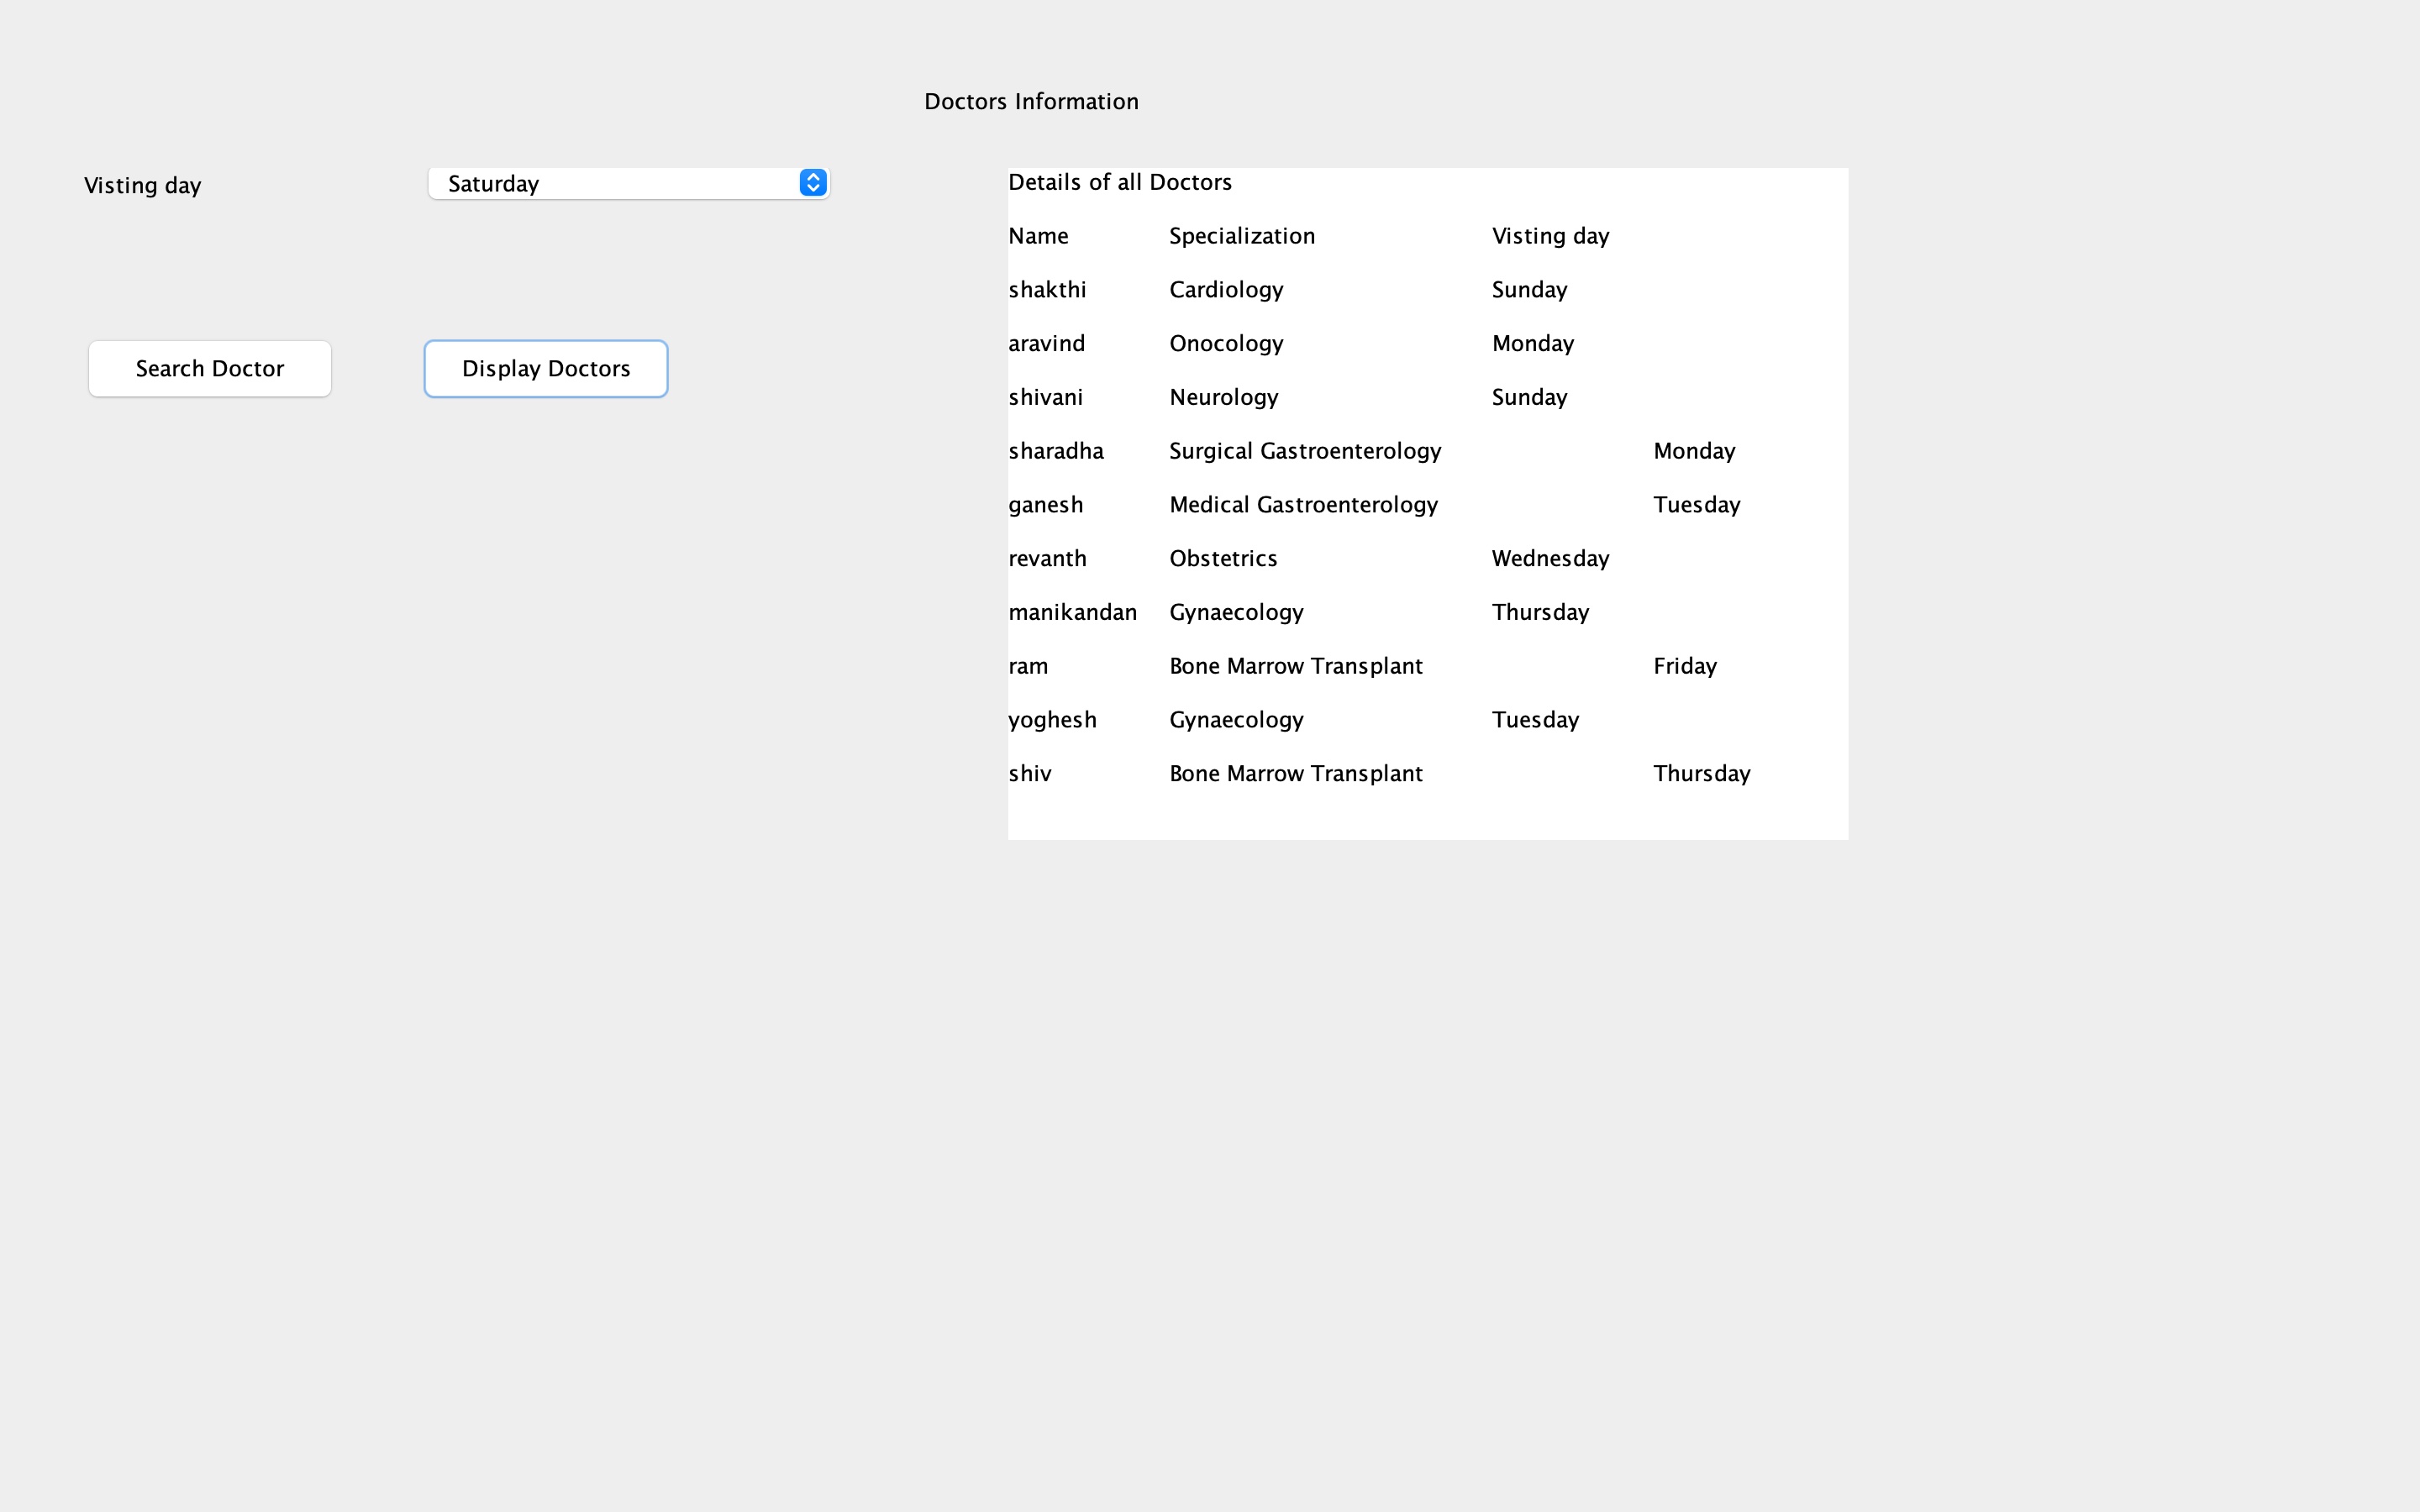 Doctors Information
Visting day
Saturday
Search Doctor
Display Doctors
Details of all Doctors
Name Specialization Visting day
shakthi Cardiology Sunday
aravind Onocology Monday
shivani Neurology Sunday
sharadha Surgical Gastroenterology Monday
ganesh Medical Gastroenterology Tuesday
revanth Obstetrics Wednesday
manikandan Gynaecology Thursday
ram Bone Marrow Transplant Friday
yoghesh Gynaecology Tuesday
shiv Bone Marrow Transplant Thursday